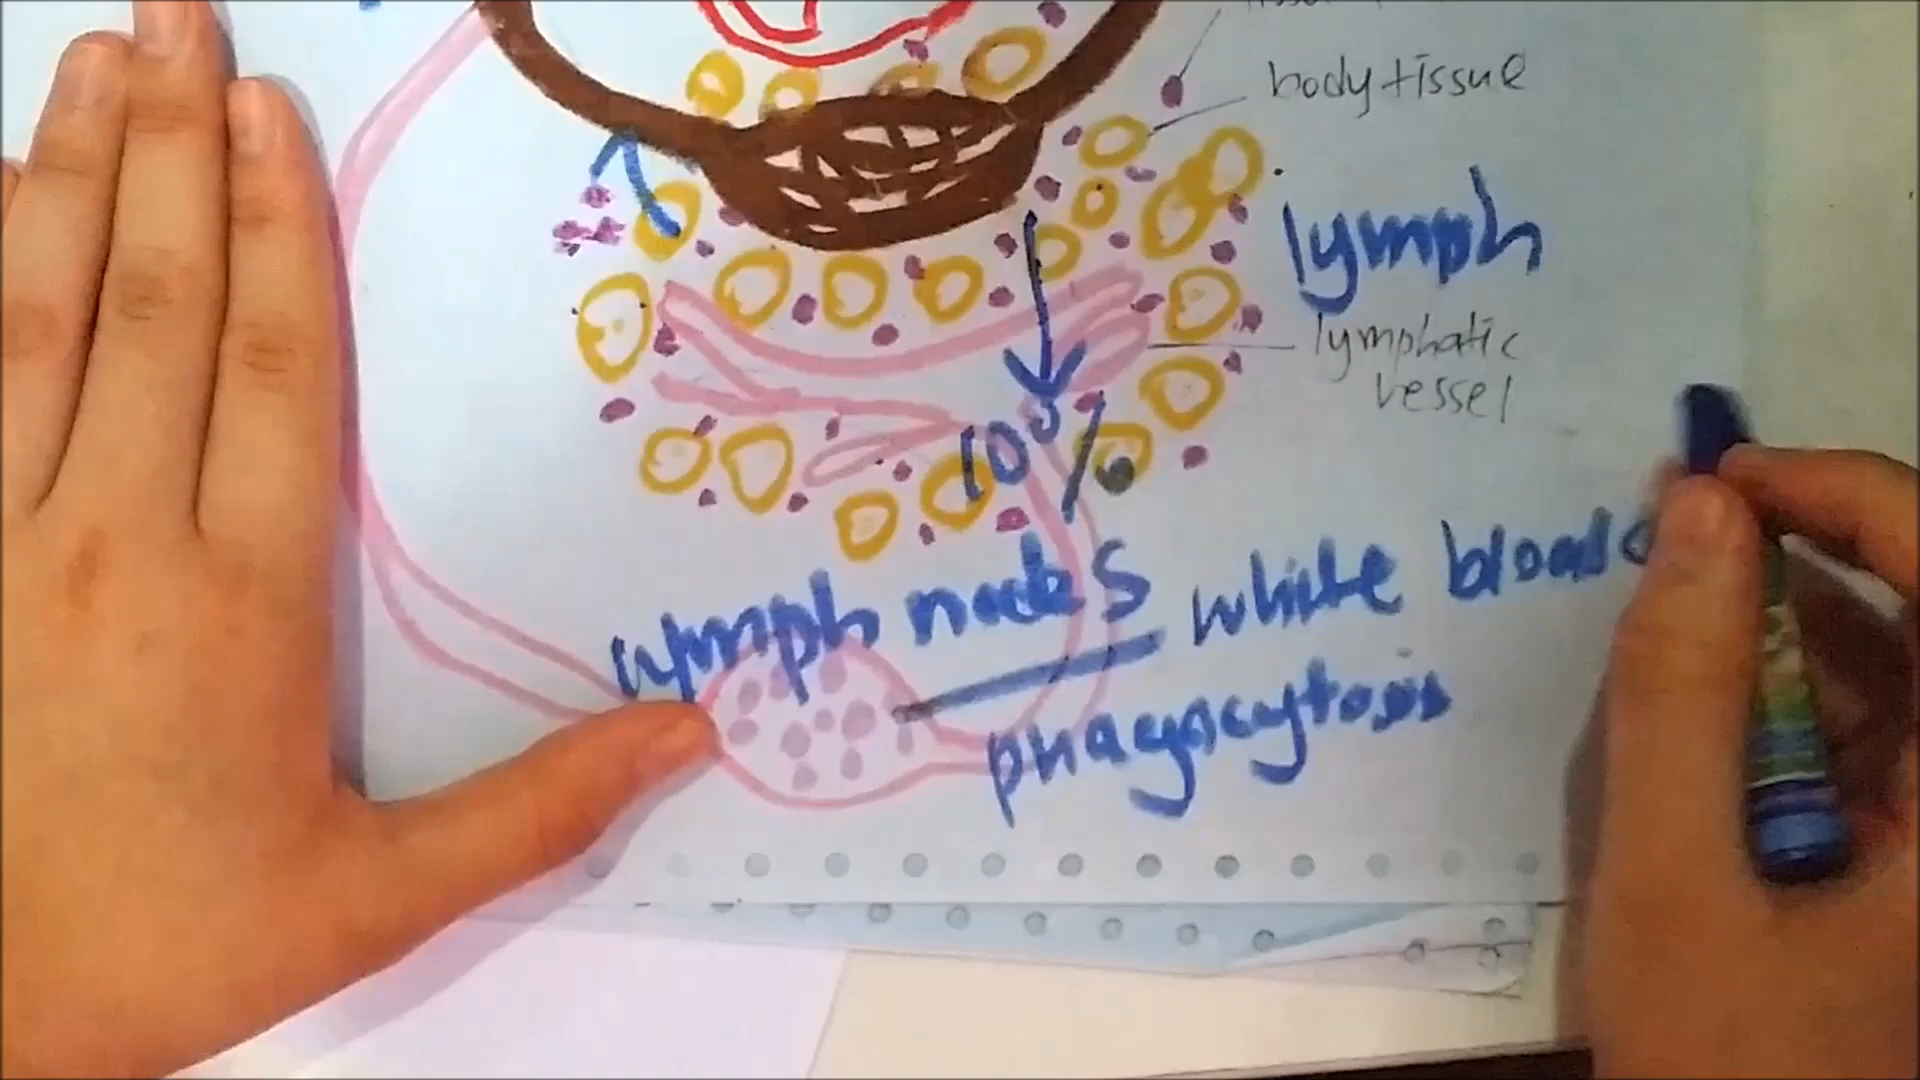 body tissue
lymph
lymphatic
vessel
10%
lymph nodes white blood
phagocytosis